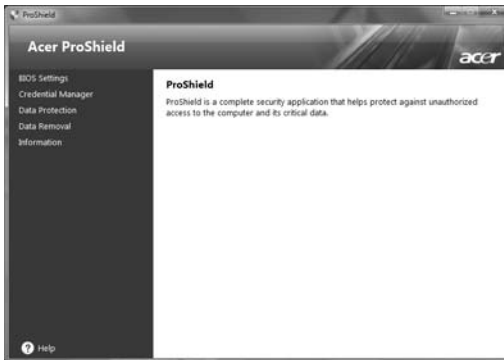 ProShield
Acer ProShield
acer
BIOS Settings
Credential Manager
Data Protection
Data Removal
Information
ProShield
ProShield is a complete security application that helps protect against unauthorized
access to the computer and its critical data.
? Help